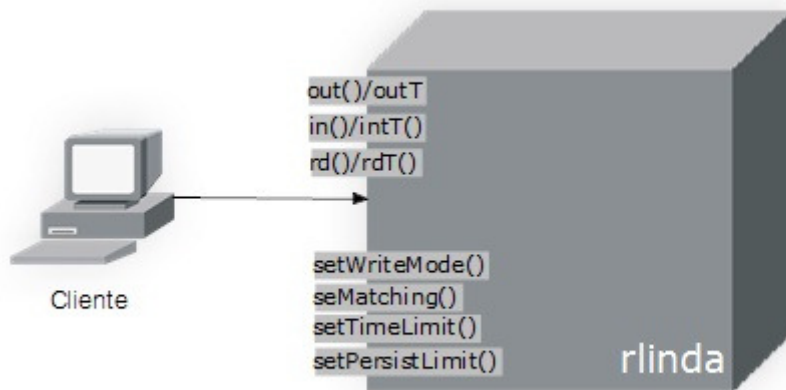 out()/outT
in()/intT()
rd()/rdT()
Cliente
setWriteMode()
seMatching()
setTimeLimit()
setPersistLimit()
rlinda